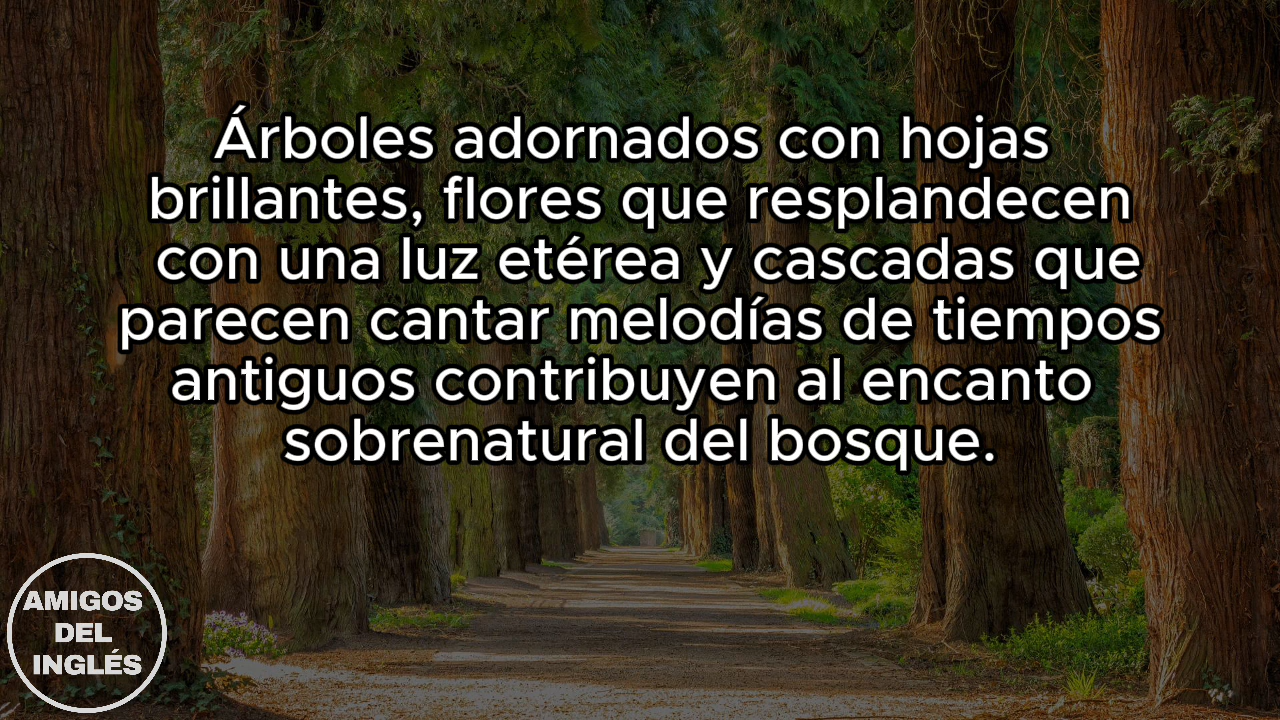 Árboles adornados con hojas
brillantes, flores que resplandecen
con una luz etérea y cascadas que
parecen cantar melodías de tiempos
antiguos contribuyen al encanto
sobrenatural del bosque.
AMIGOS
DEL
INGLÉS